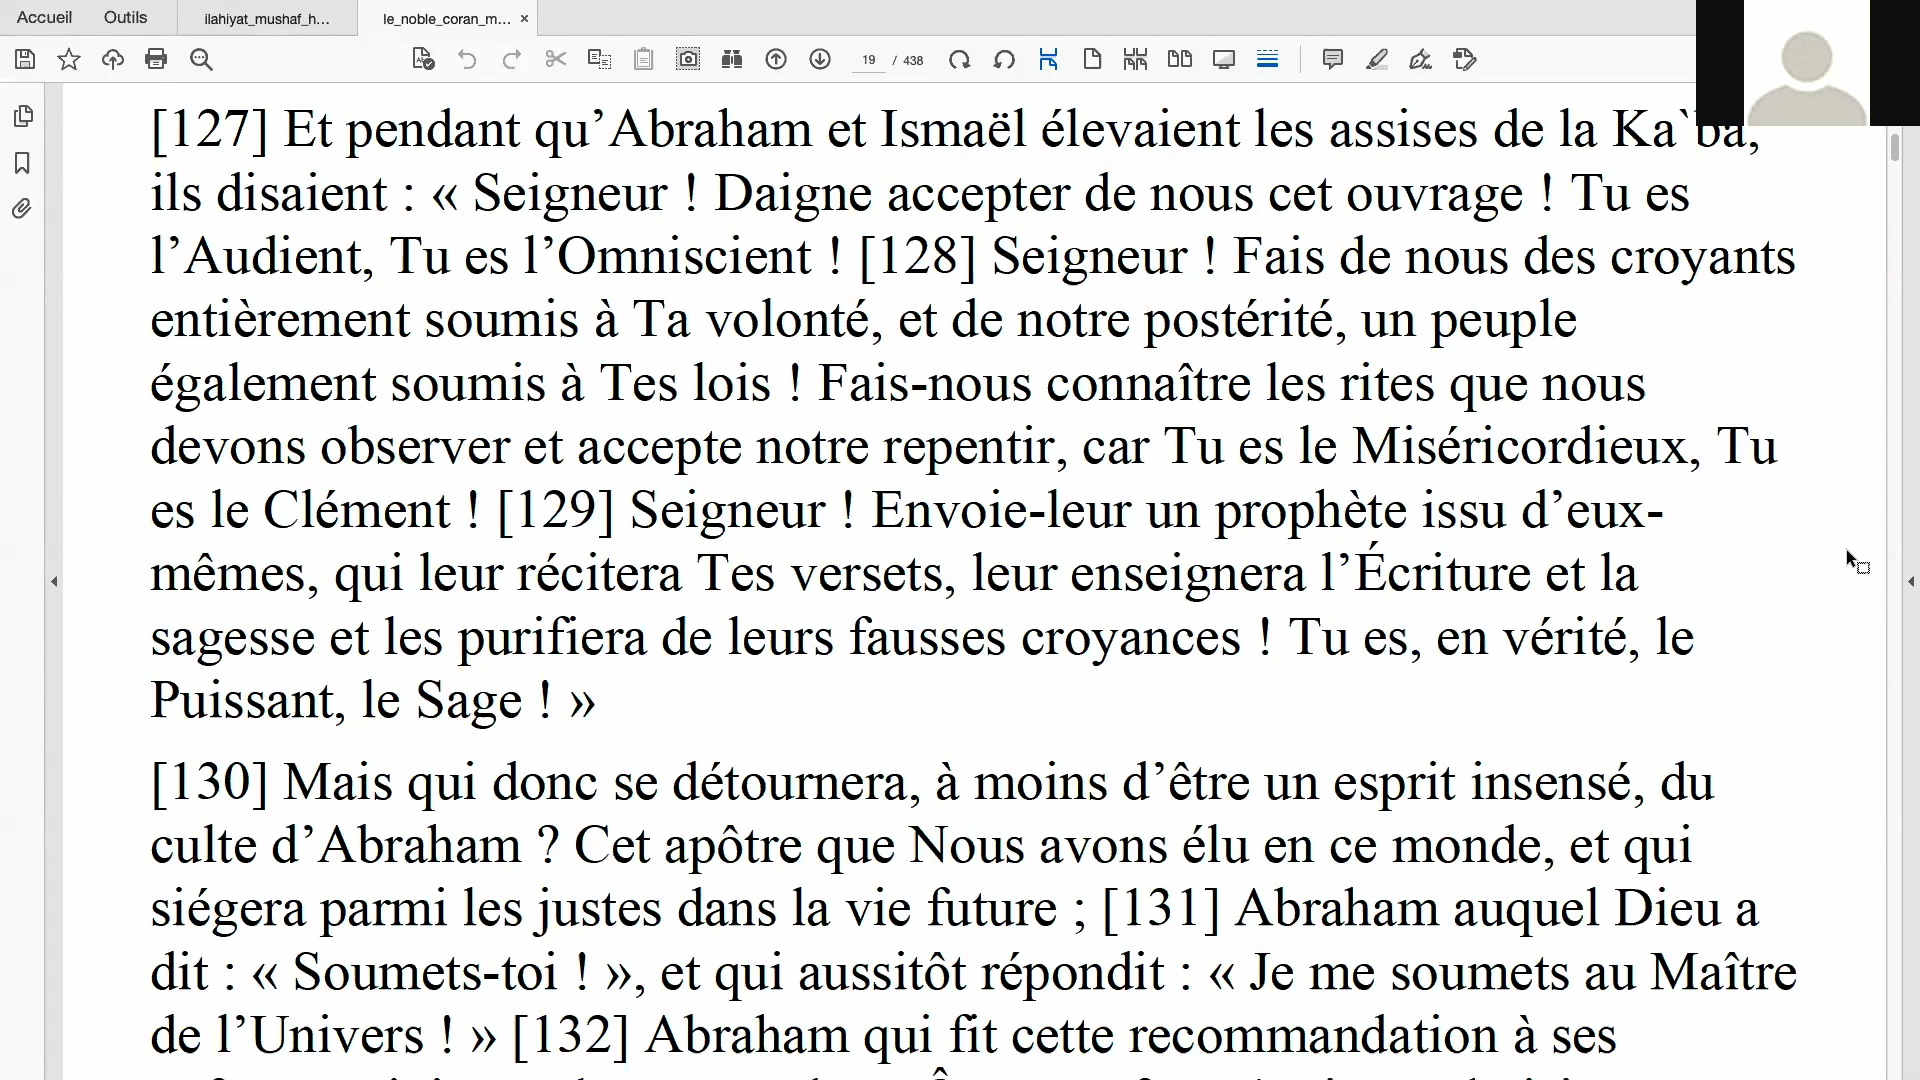 Accueil Outils ilahiyat_mushaf_h... le_noble_coran_m... ×
19 / 438
[127] Et pendant qu’Abraham et Ismaël élevaient les assises de la Ka`ba,
ils disaient : « Seigneur ! Daigne accepter de nous cet ouvrage ! Tu es
l’Audient, Tu es l’Omniscient ! [128] Seigneur ! Fais de nous des croyants
entièrement soumis à Ta volonté, et de notre postérité, un peuple
également soumis à Tes lois ! Fais-nous connaître les rites que nous
devons observer et accepte notre repentir, car Tu es le Miséricordieux, Tu
es le Clément ! [129] Seigneur ! Envoie-leur un prophète issu d’eux-
mêmes, qui leur récitera Tes versets, leur enseignera l’Écriture et la
sagesse et les purifiera de leurs fausses croyances ! Tu es, en vérité, le
Puissant, le Sage ! »
[130] Mais qui donc se détournera, à moins d’être un esprit insensé, du
culte d’Abraham ? Cet apôtre que Nous avons élu en ce monde, et qui
siégera parmi les justes dans la vie future ; [131] Abraham auquel Dieu a
dit : « Soumets-toi ! », et qui aussitôt répondit : « Je me soumets au Maître
de l’Univers ! » [132] Abraham qui fit cette recommandation à ses